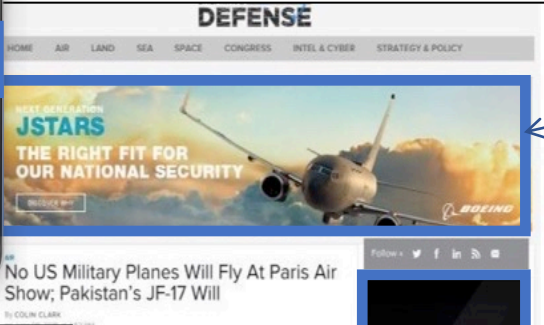 DEFENSE
HOME AIR LAND SEA SPACE CONGRESS INTEL & CYBER STRATEGY & POLICY
NEXT GENERATION
JSTARS
THE RIGHT FIT FOR
OUR NATIONAL SECURITY
DISCOVER
BOEING
Follow »
AIR
No US Military Planes Will Fly At Paris Air
Show; Pakistan's JF-17 Will
By COLIN CLARK